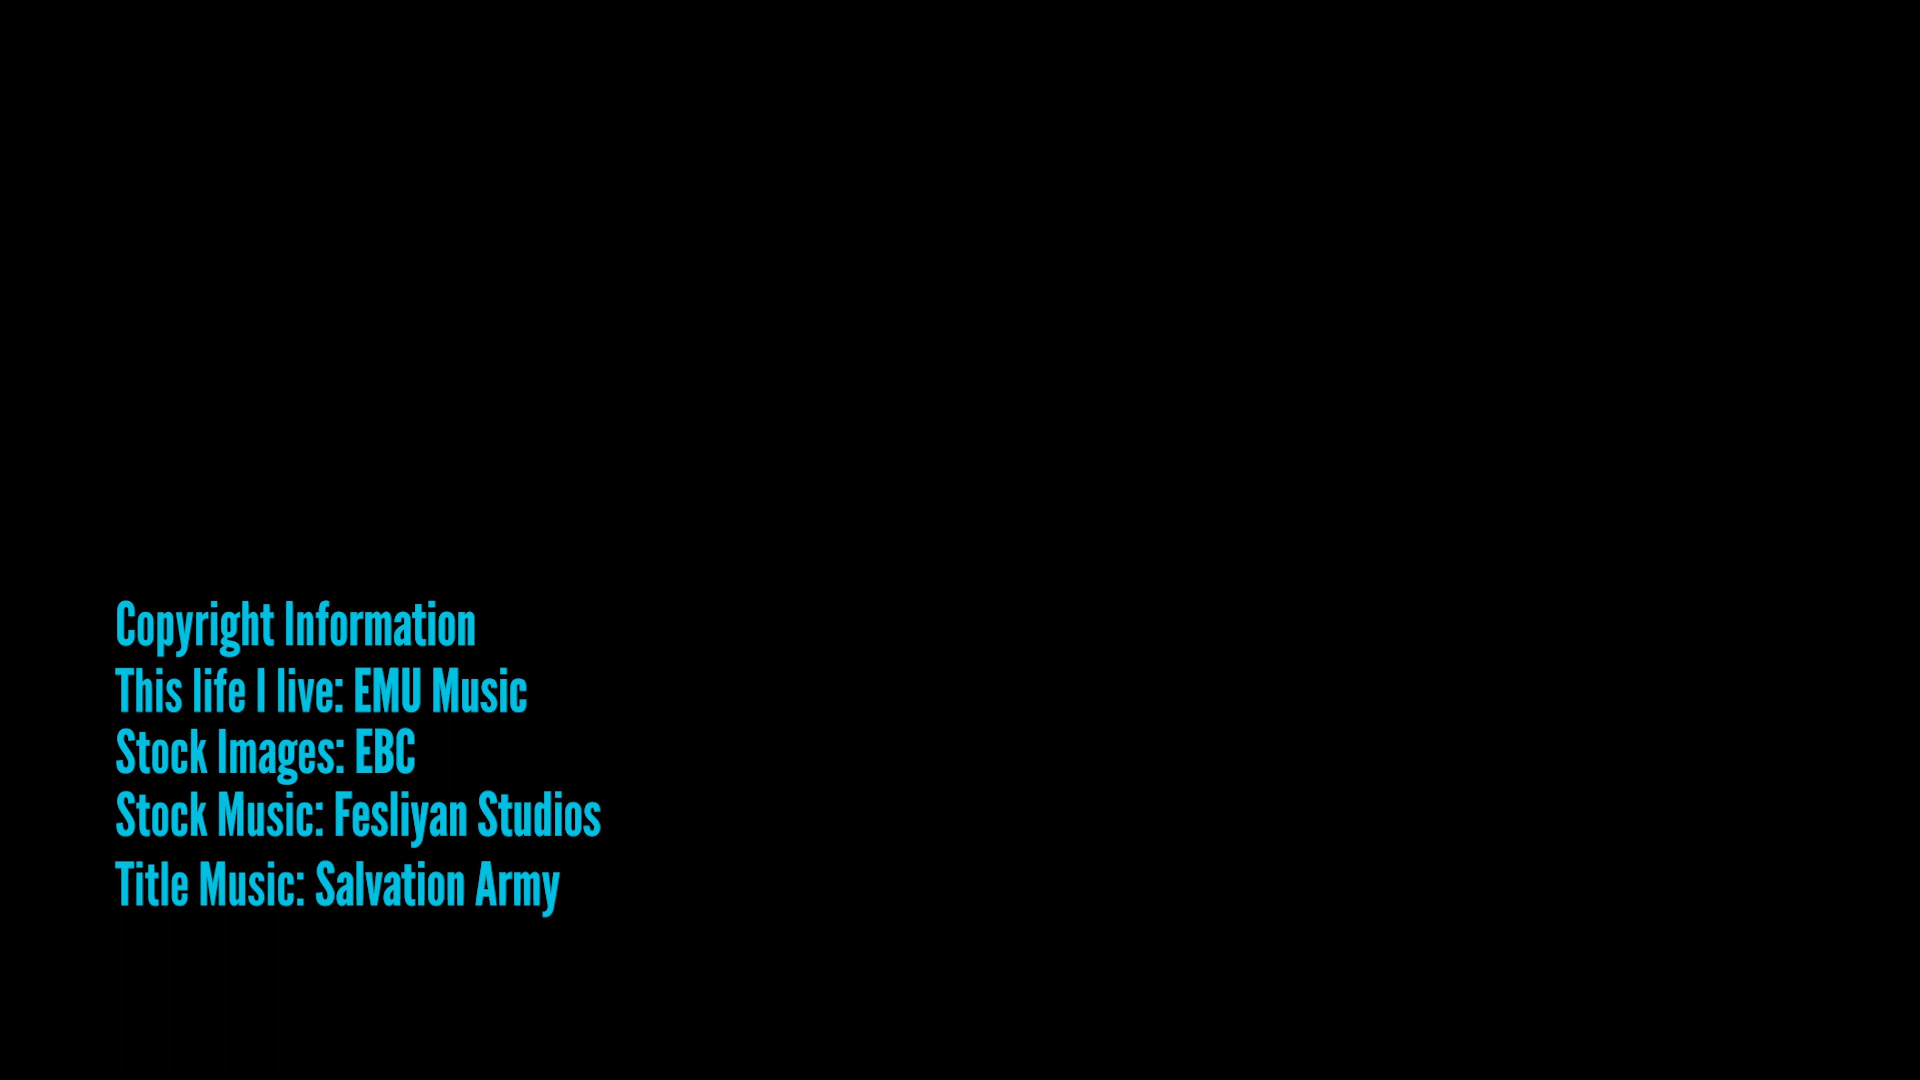 Copyright Information
This life I live: EMU Music
Stock Images: EBC
Stock Music: Fesliyan Studios
Title Music: Salvation Army